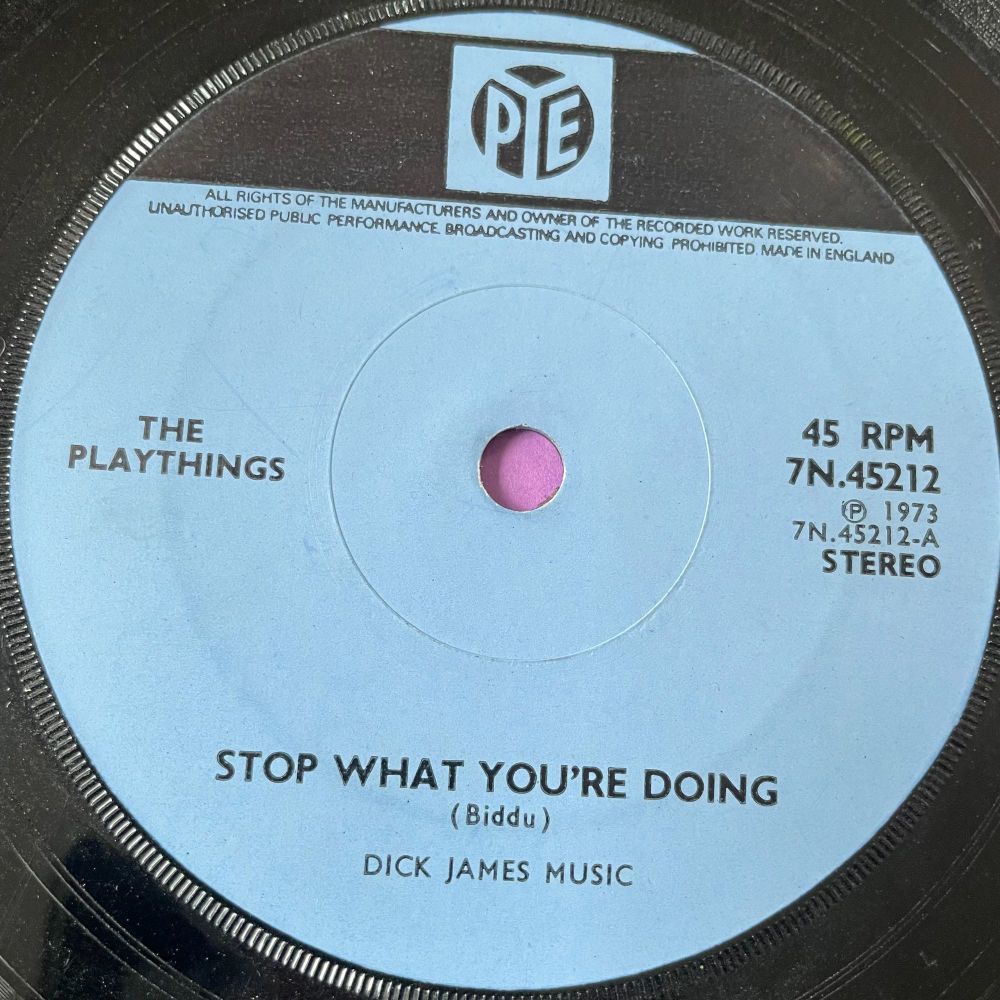 PYE
ALL RIGHTS OF THE MANUFACTURERS AND OWNER OF THE RECORDED WORK RESERVED.
UNAUTHORISED PUBLIC PERFORMANCE. BROADCASTING AND COPYING PROHIBITED. MADE IN ENGLAND
THE
PLAYTHINGS
45 RPM
7N.45212
Ⓟ 1973
7N.45212-A
STEREO
STOP WHAT YOU'RE DOING
(Biddu)
DICK JAMES MUSIC